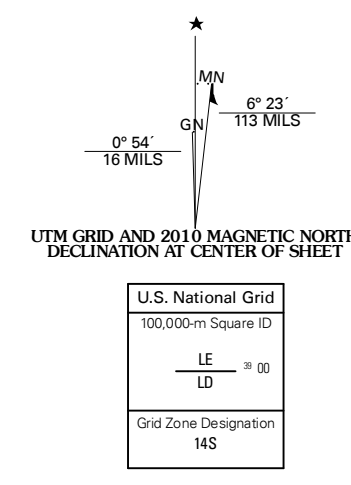 MN
6° 23´
113 MILS
GN
0° 54´
16 MILS
UTM GRID AND 2010 MAGNETIC NORTH
DECLINATION AT CENTER OF SHEET
U.S. National Grid
100,000-m Square ID
LE
39 00
LD
Grid Zone Designation
14S